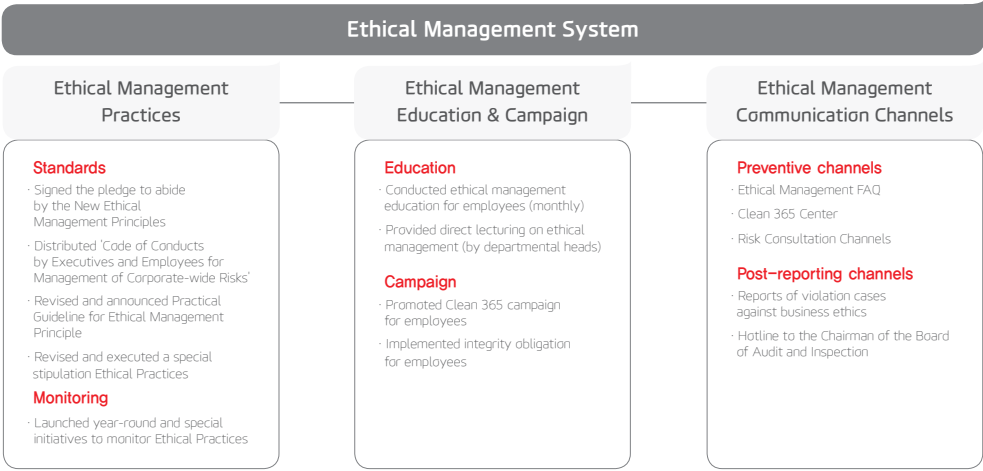 Ethical Management System
Ethical Management
Practices
Standards
· Signed the pledge to abide
by the New Ethical
Management Principles
· Distributed 'Code of Conducts
by Executives and Employees for
Management of Corporate-wide Risks'
· Revised and announced Practical
Guideline for Ethical Management
Principle
· Revised and executed a special
stipulation Ethical Practices
Monitoring
· Launched year-round and special
initiatives to monitor Ethical Practices
Ethical Management
Education & Campaign
Education
· Conducted ethical management
education for employees (monthly)
· Provided direct lecturing on ethical
management (by departmental heads)
Campaign
· Promoted Clean 365 campaign
for employees
· Implemented integrity obligation
for employees
Ethical Management
Communication Channels
Preventive channels
· Ethical Management FAQ
· Clean 365 Center
· Risk Consultation Channels
Post-reporting channels
· Reports of violation cases
against business ethics
· Hotline to the Chairman of the Board
of Audit and Inspection